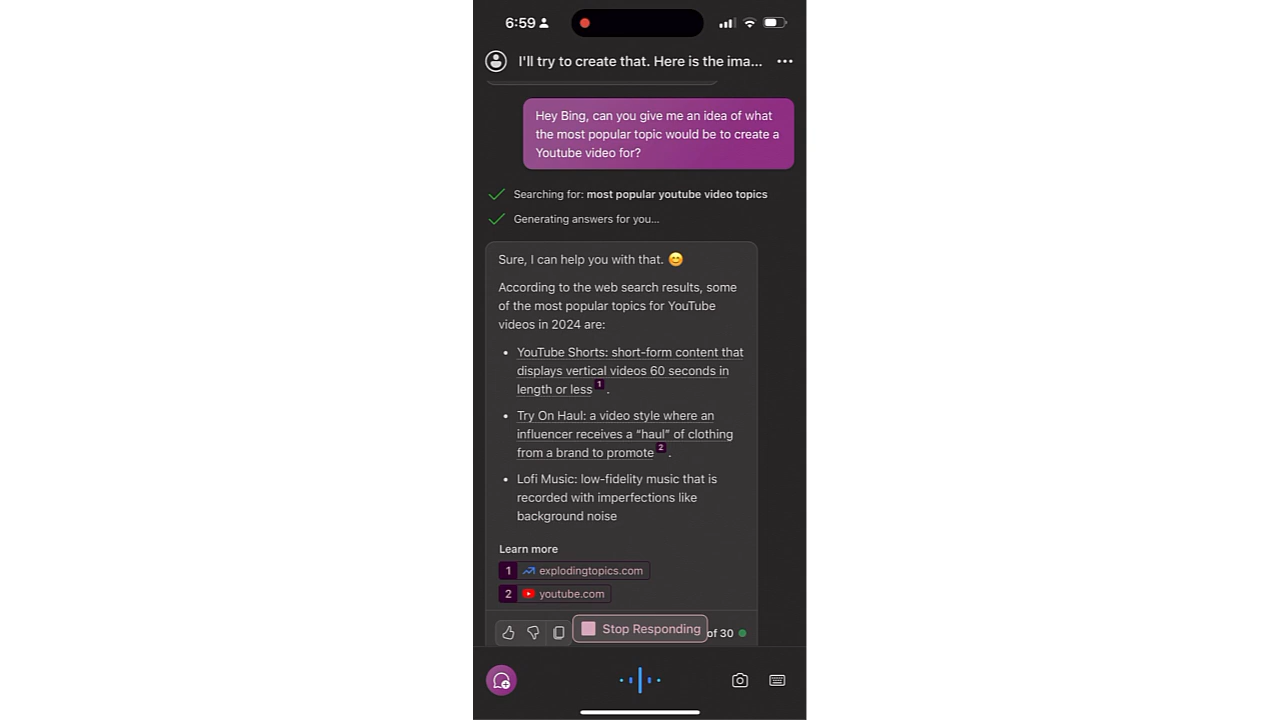 6:59
I'll try to create that. Here is the ima...
Hey Bing, can you give me an idea of what
the most popular topic would be to create a
Youtube video for?
Searching for: most popular youtube video topics
Generating answers for you...
Sure, I can help you with that. 😊
According to the web search results, some
of the most popular topics for YouTube
videos in 2024 are:
• YouTube Shorts: short-form content that
displays vertical videos 60 seconds in
length or less 1 .
• Try On Haul: a video style where an
influencer receives a “haul” of clothing
from a brand to promote 2 .
• Lofi Music: low-fidelity music that is
recorded with imperfections like
background noise
Learn more
1 explodingtopics.com
2 youtube.com
Stop Responding of 30